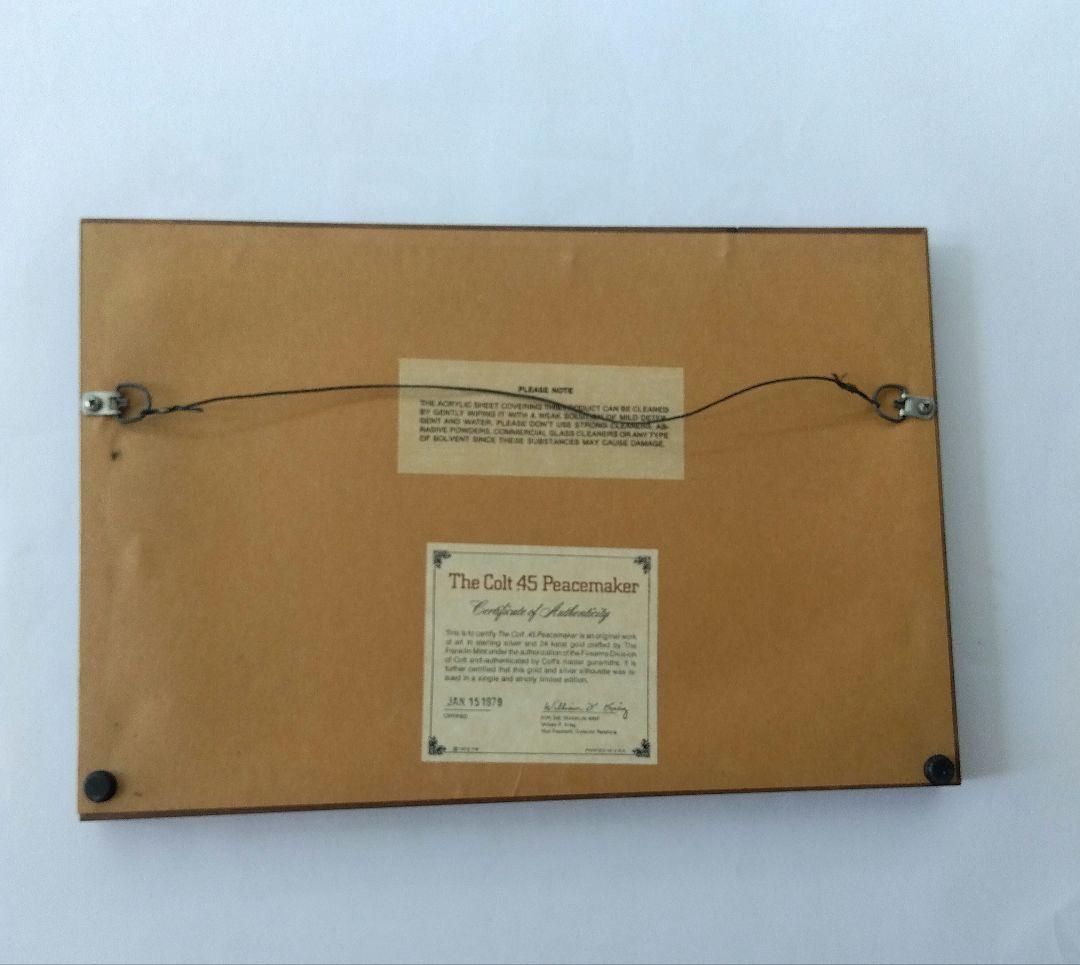 PLEASE NOTE
THE ACRYLIC SHEET COVERING THIS PRODUCT CAN BE CLEANED
BY GENTLY WIPING IT WITH A WEAK SOLUTION OF MILD DETER-
GENT AND WATER. PLEASE DON'T USE STRONG CLEANERS, AB-
RASIVE POWDERS, COMMERCIAL GLASS CLEANERS OR ANY TYPE
OF SOLVENT SINCE THESE SUBSTANCES MAY CAUSE DAMAGE.
The Colt .45 Peacemaker
Certificate of Authenticity
This is to certify The Colt .45 Peacemaker is an original work
of art in sterling silver and 24 karat gold crafted by The
Franklin Mint under the authorization of the Firearms Division
of Colt and authenticated by Colt's master gunsmiths. It is
further certified that this gold and silver silhouette was is-
sued in a single and strictly limited edition.
JAN 15 1979
CERTIFIED
FOR THE FRANKLIN MINT
PRINTED IN U.S.A.